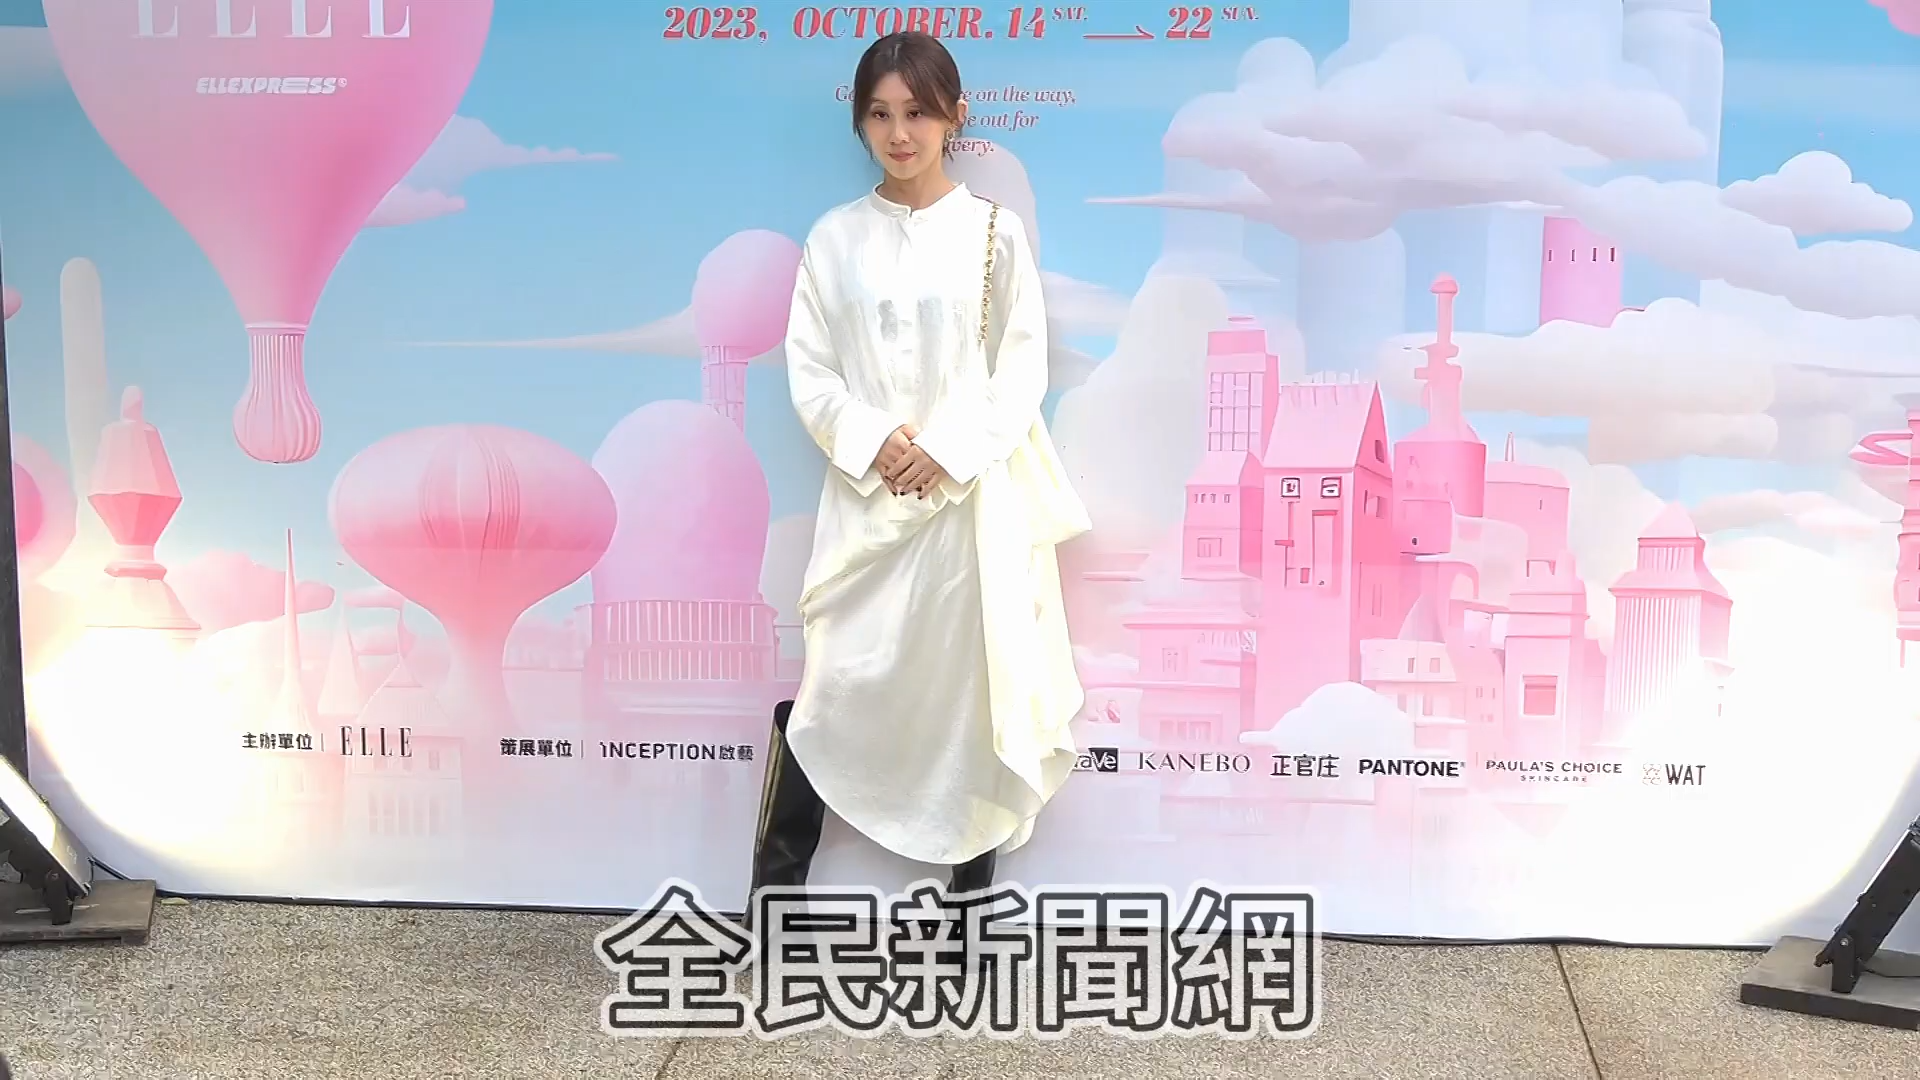 ELLE
ELLEXPRESS®
2023, OCTOBER. 14 SAT. 22 SUN.
on the way,
out for
主辦單位 | ELLE
策展單位 | INCEPTION啟藝
KANEBO 正官庄 PANTONE® PAULA'S CHOICE SKINCARE WAT
全民新聞網